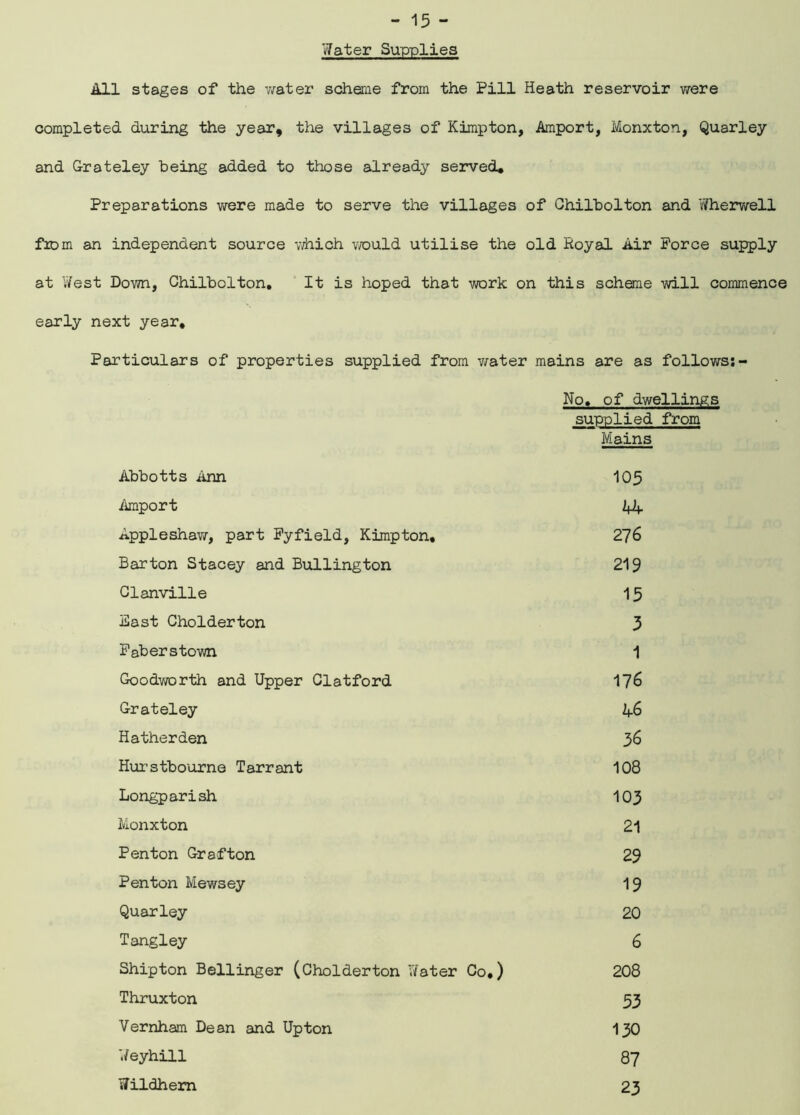 - 15 -
Water Supplies
All stages of the water scheme from the Pill Heath reservoir were
completed during the year, the villages of Kimpton, Amport, Monxton, Quarley
and Grateley being added to those already served.
Preparations were made to serve the villages of Chilbolton and Wherwell
from an independent source which would utilise the old Royal Air Force supply
at West Down, Chilbolton. It is hoped that work on this scheme will commence
early next year.
Particulars of properties supplied from water mains are as follows:-
No. of dwellings
supplied from
Mains
Abbotts Ann 105
Amport 44
Appleshaw, part Fyfield, Kimpton. 276
Barton Stacey and Bullington 219
Clanville 15
East Cholderton 3
Faberstown 1
Goodworth and Upper Clatford 176
Grateley 46
Hatherden 36
Hurstbourne Tarrant 108
Longparish 103
Monxton 21
Penton Grafton 29
Penton Mewsey 19
Quarley 20
Tangley 6
Shipton Bellinger (Cholderton Water Co.) 208
Thruxton 53
Vernham Dean and Upton 130
Weyhill 87
Wildhern 23